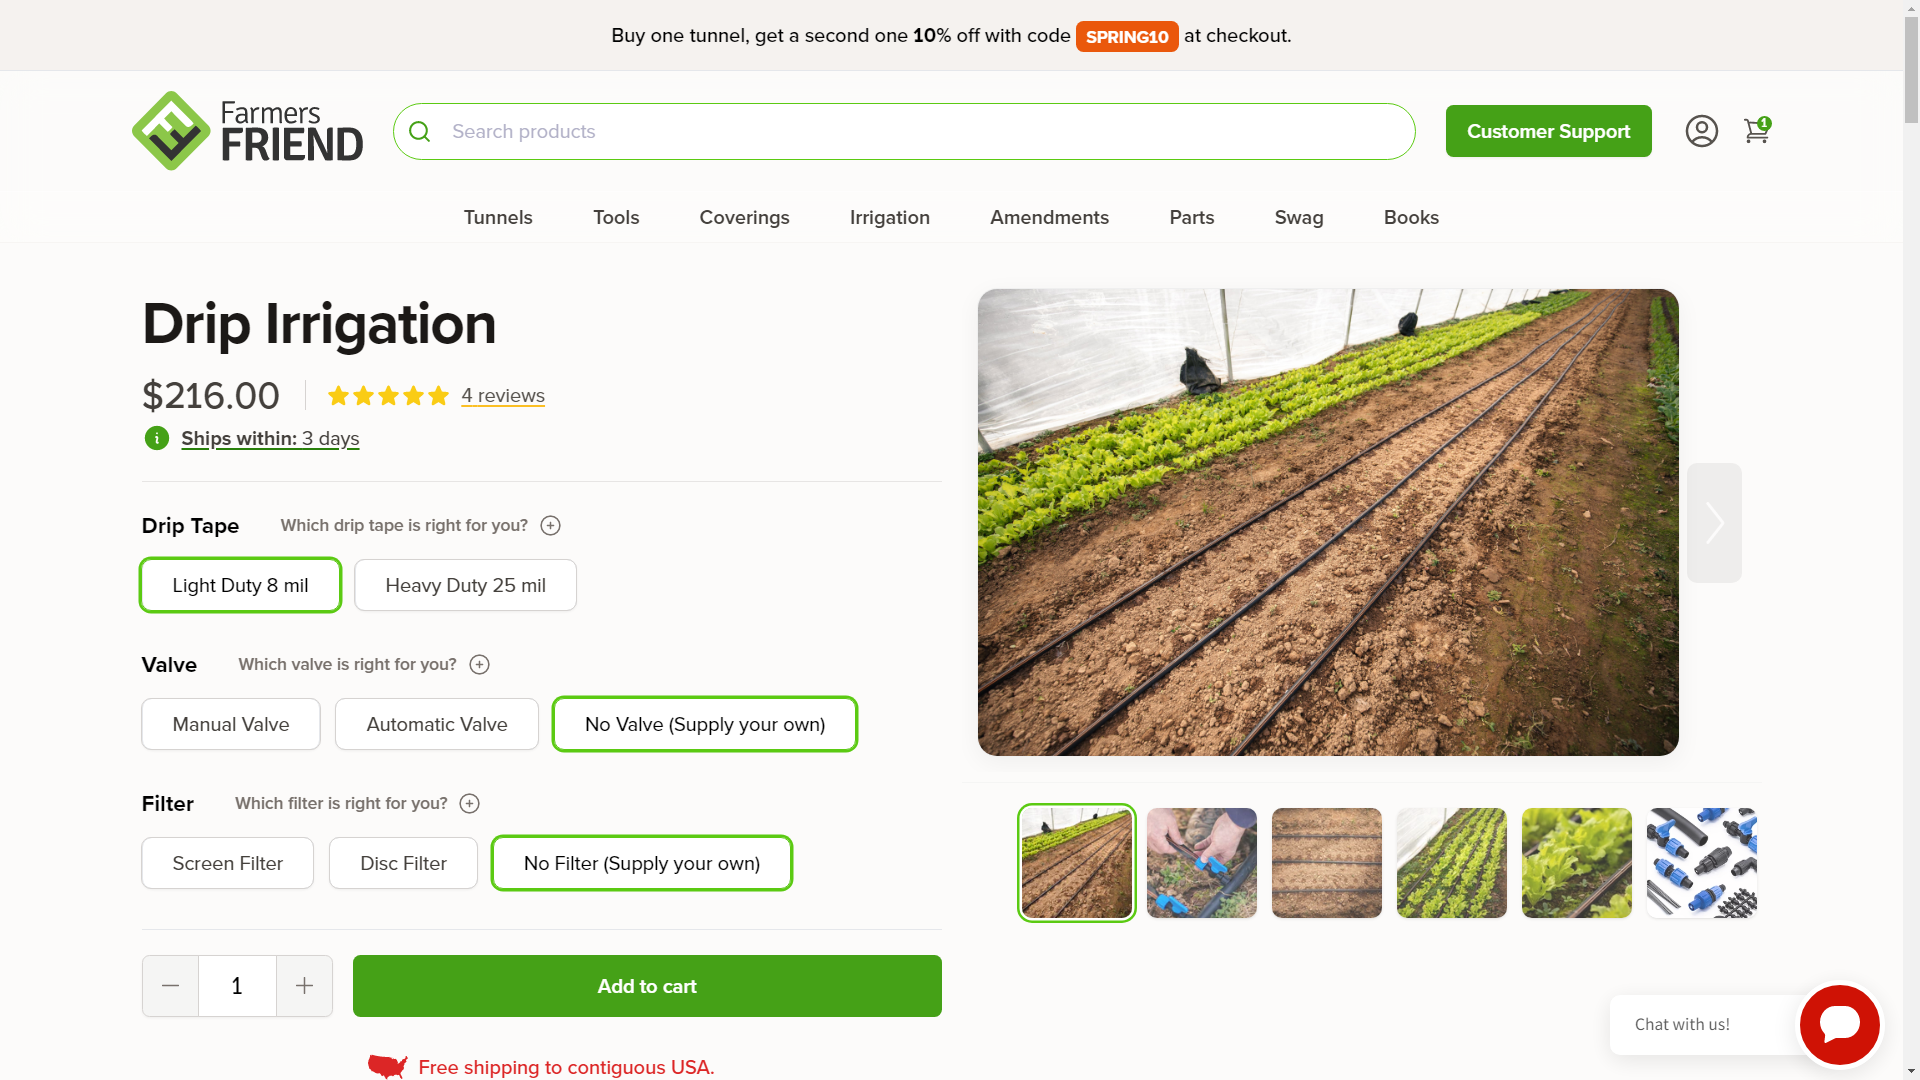 Buy one tunnel, get a second one 10% off with code SPRING10 at checkout.
Farmers
FRIEND
Search products
Customer Support
1
Tunnels
Tools
Coverings
Irrigation
Amendments
Parts
Swag
Books
Drip Irrigation
$216.00
4 reviews
Ships within: 3 days
Drip Tape
Which drip tape is right for you?
Light Duty 8 mil
Heavy Duty 25 mil
Valve
Which valve is right for you?
Manual Valve
Automatic Valve
No Valve (Supply your own)
Filter
Which filter is right for you?
Screen Filter
Disc Filter
No Filter (Supply your own)
1
Add to cart
Free shipping to contiguous USA.
Chat with us!